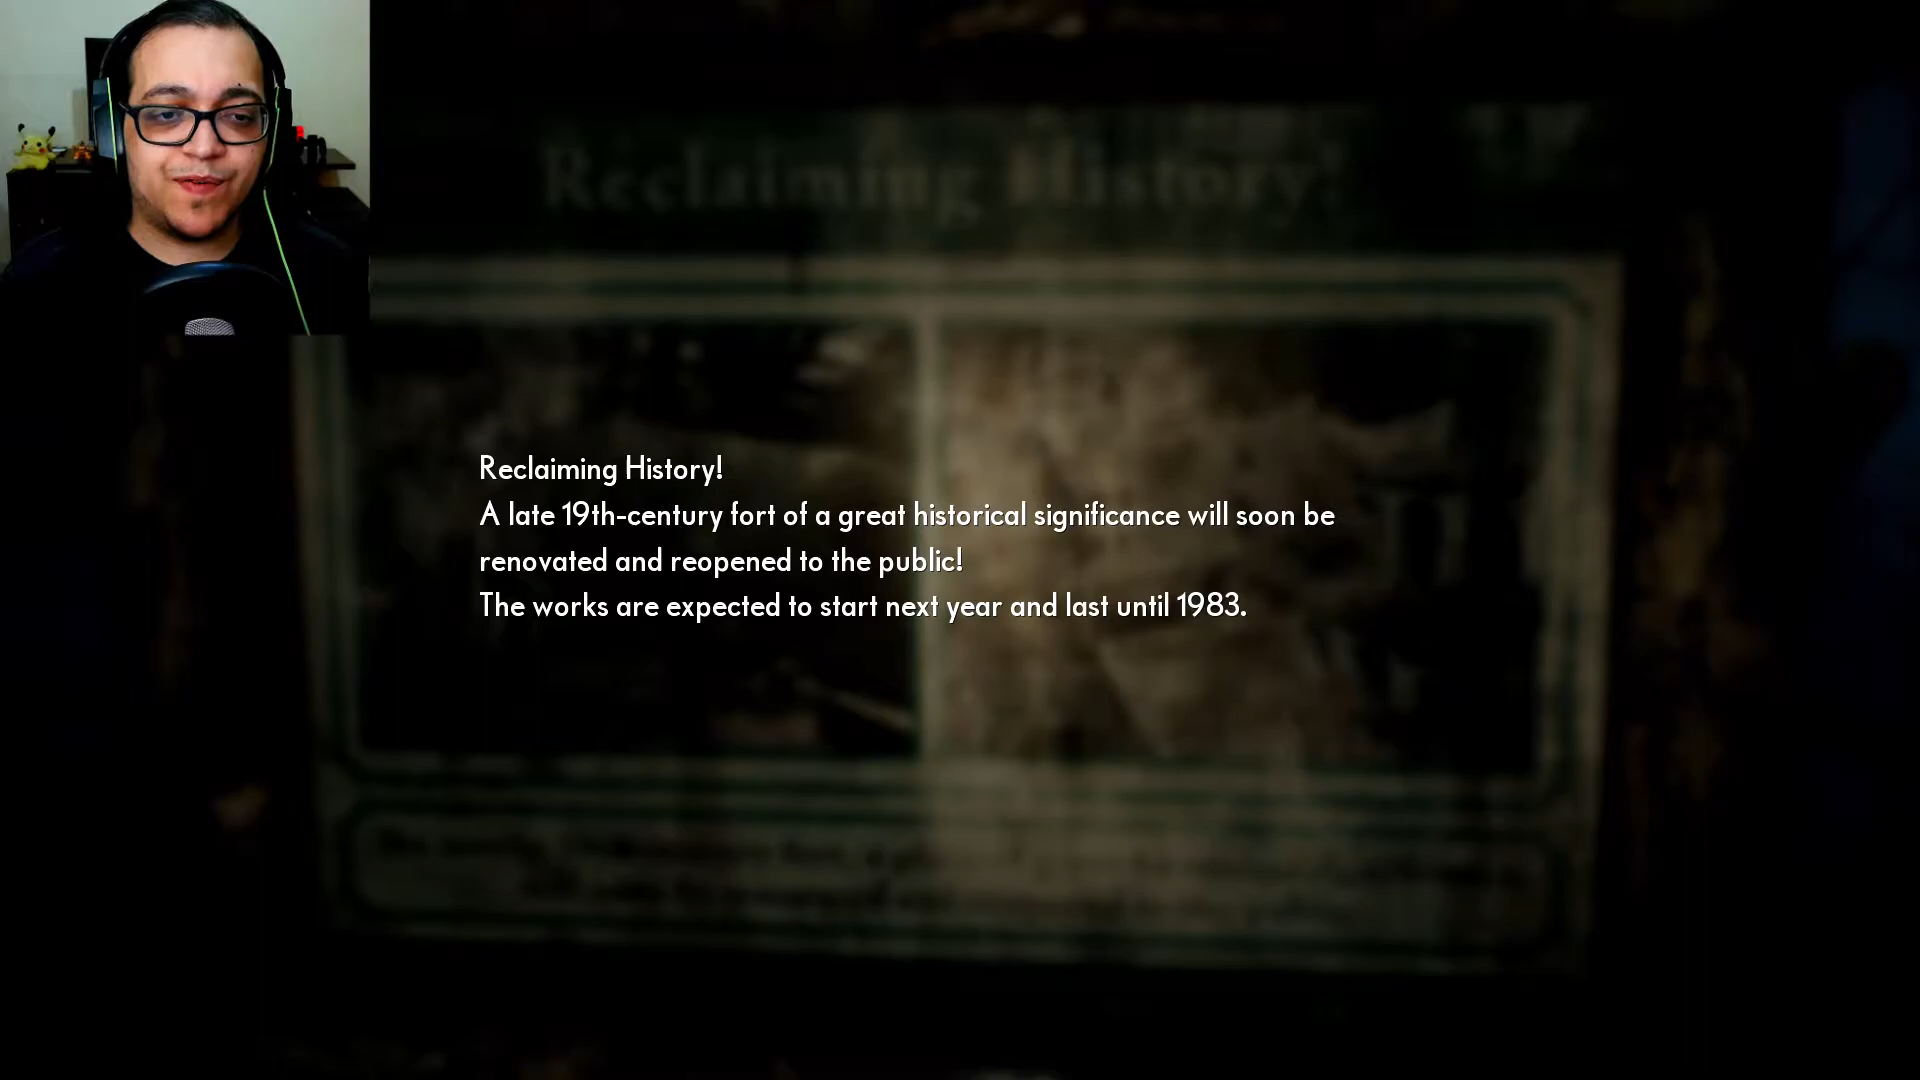 Reclaiming History!
Reclaiming History!
A late 19th-century fort of a great historical significance will soon be
renovated and reopened to the public!
The works are expected to start next year and last until 1983.